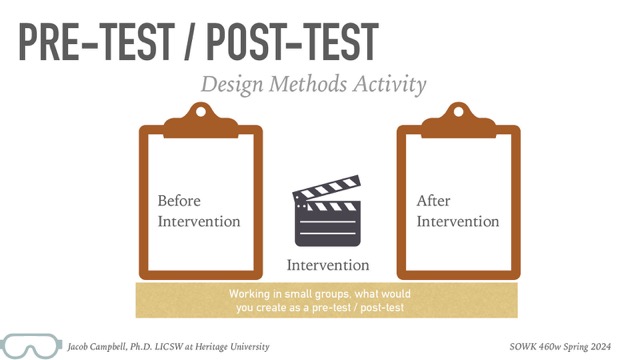 PRE-TEST / POST-TEST
Design Methods Activity
Before
Intervention
Intervention
After
Intervention
Working in small groups, what would
you create as a pre-test / post-test
Jacob Campbell, Ph.D. LICSW at Heritage University
SOWK 460w Spring 2024